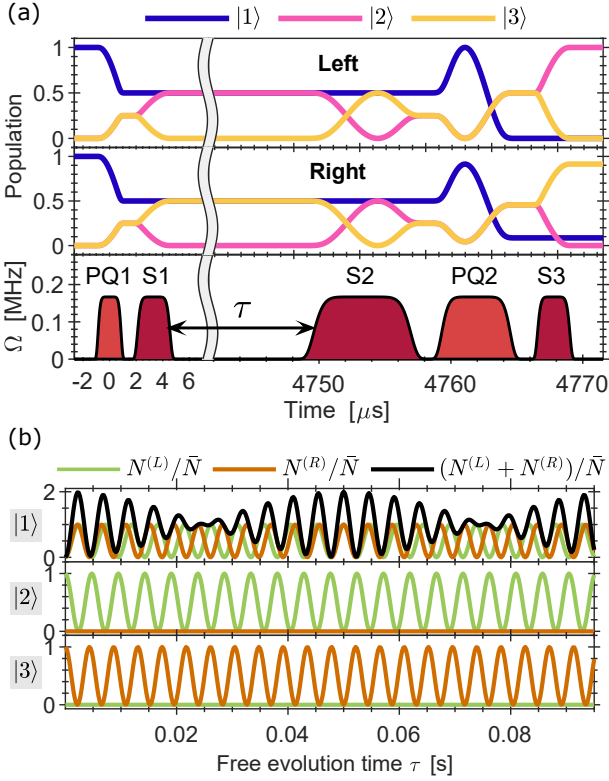 (a)
|1⟩ |2⟩ |3⟩
Population
1
0.5
0
Left
1
0.5
0
Right
Ω [MHz]
0.2
0.1
0
PQ1 S1 τ S2 PQ2 S3
-2 0 2 4 6 4750 4760 4770
Time [μs]
(b)
N^(L)/N̄ N^(R)/N̄ (N^(L) + N^(R))/N̄
|1⟩
2
1
0
|2⟩
1
0
|3⟩
1
0
0.02 0.04 0.06 0.08
Free evolution time τ [s]